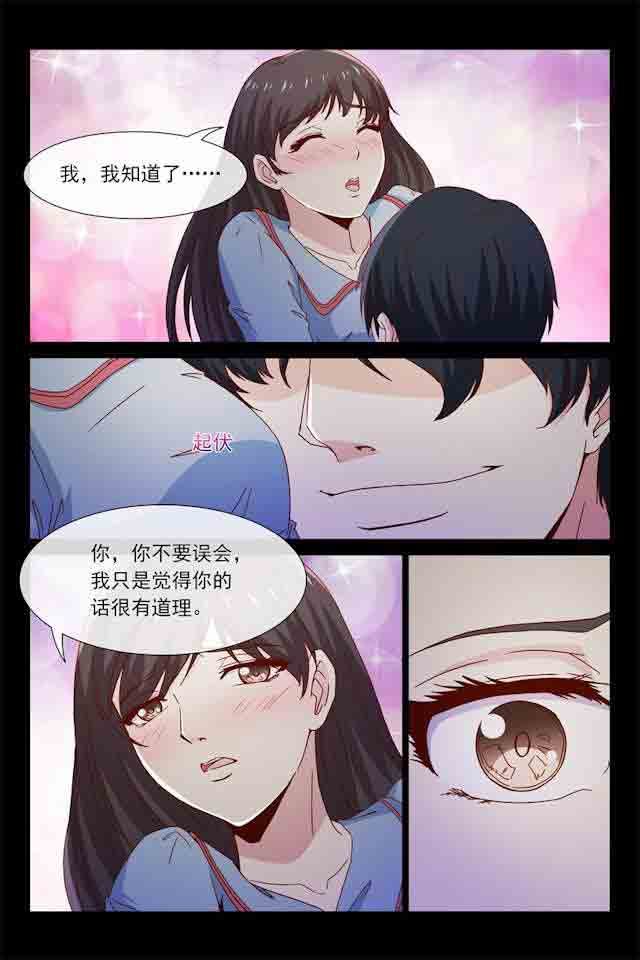 我，我知道了……
起伏
你，你不要误会，
我只是觉得你的
话很有道理。